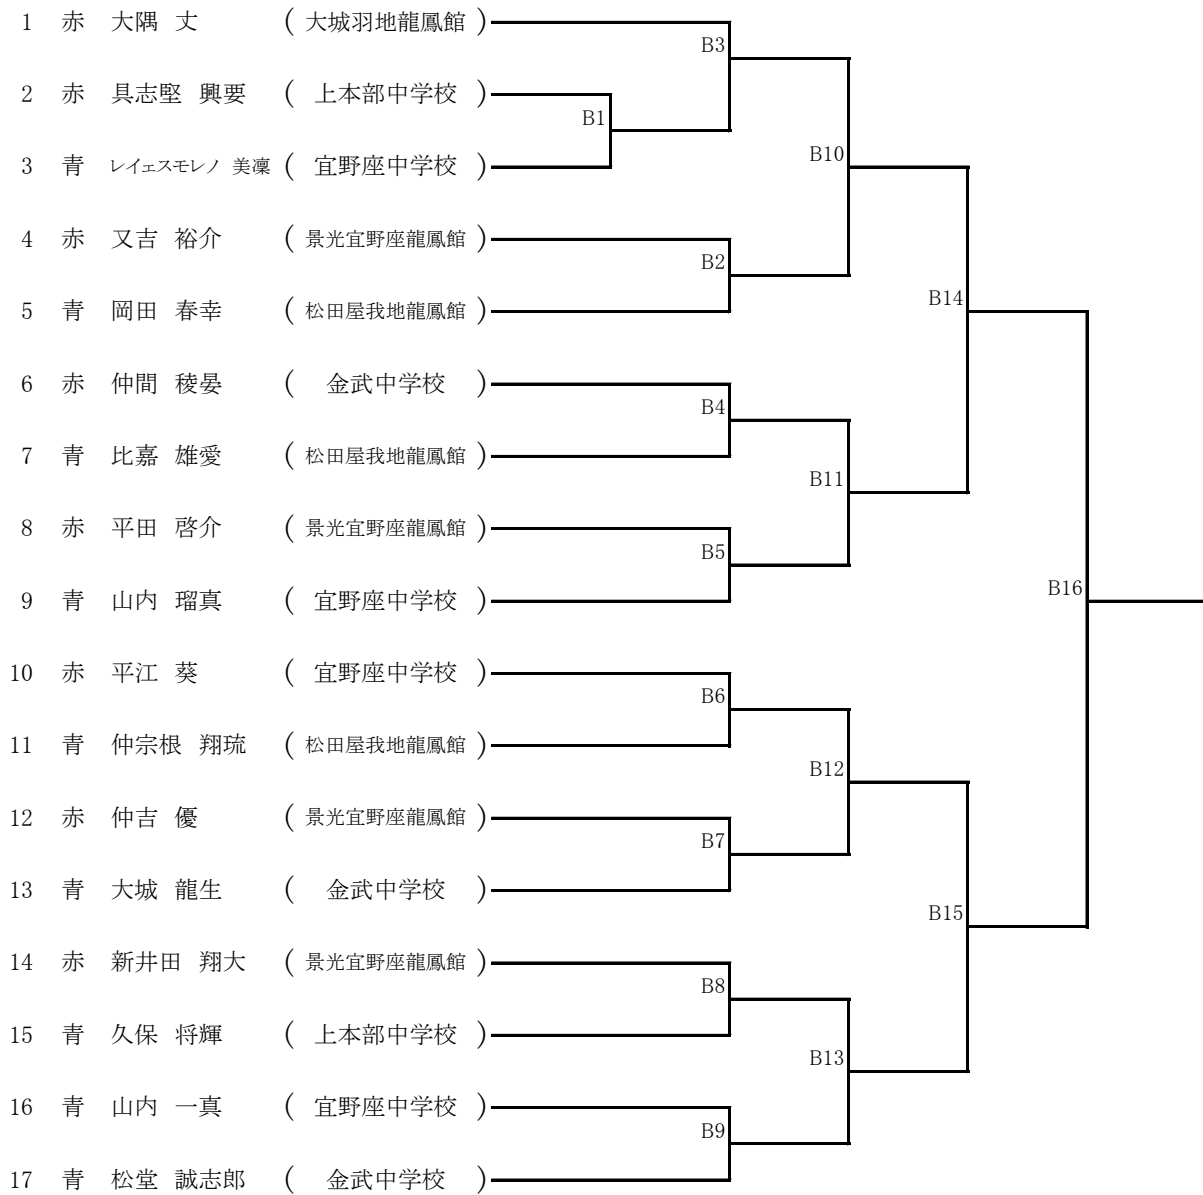 1 赤 大隅 丈 ( 大城羽地龍鳳館 )
B3
2 赤 具志堅 興要 ( 上本部中学校 )
B1
3 青 レイェスモレノ 美凜 ( 宜野座中学校 )
B10
4 赤 又吉 裕介 ( 景光宜野座龍鳳館 )
B2
5 青 岡田 春幸 ( 松田屋我地龍鳳館 )
B14
6 赤 仲間 稜晏 ( 金武中学校 )
B4
7 青 比嘉 雄愛 ( 松田屋我地龍鳳館 )
B11
8 赤 平田 啓介 ( 景光宜野座龍鳳館 )
B5
9 青 山内 瑠真 ( 宜野座中学校 )
B16
10 赤 平江 葵 ( 宜野座中学校 )
B6
11 青 仲宗根 翔琉 ( 松田屋我地龍鳳館 )
B12
12 赤 仲吉 優 ( 景光宜野座龍鳳館 )
B7
13 青 大城 龍生 ( 金武中学校 )
B15
14 赤 新井田 翔大 ( 景光宜野座龍鳳館 )
B8
15 青 久保 将輝 ( 上本部中学校 )
B13
16 青 山内 一真 ( 宜野座中学校 )
B9
17 青 松堂 誠志郎 ( 金武中学校 )